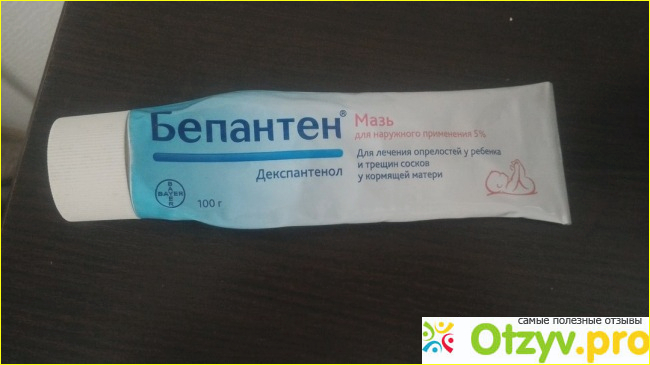 Бепантен®
Мазь
для наружного применения 5%
Для лечения опрелостей у ребенка
и трещин сосков
у кормящей матери
Декспантенол
BAYER
BAYER
100 г
самые полезные отзывы
Otzyv.pro